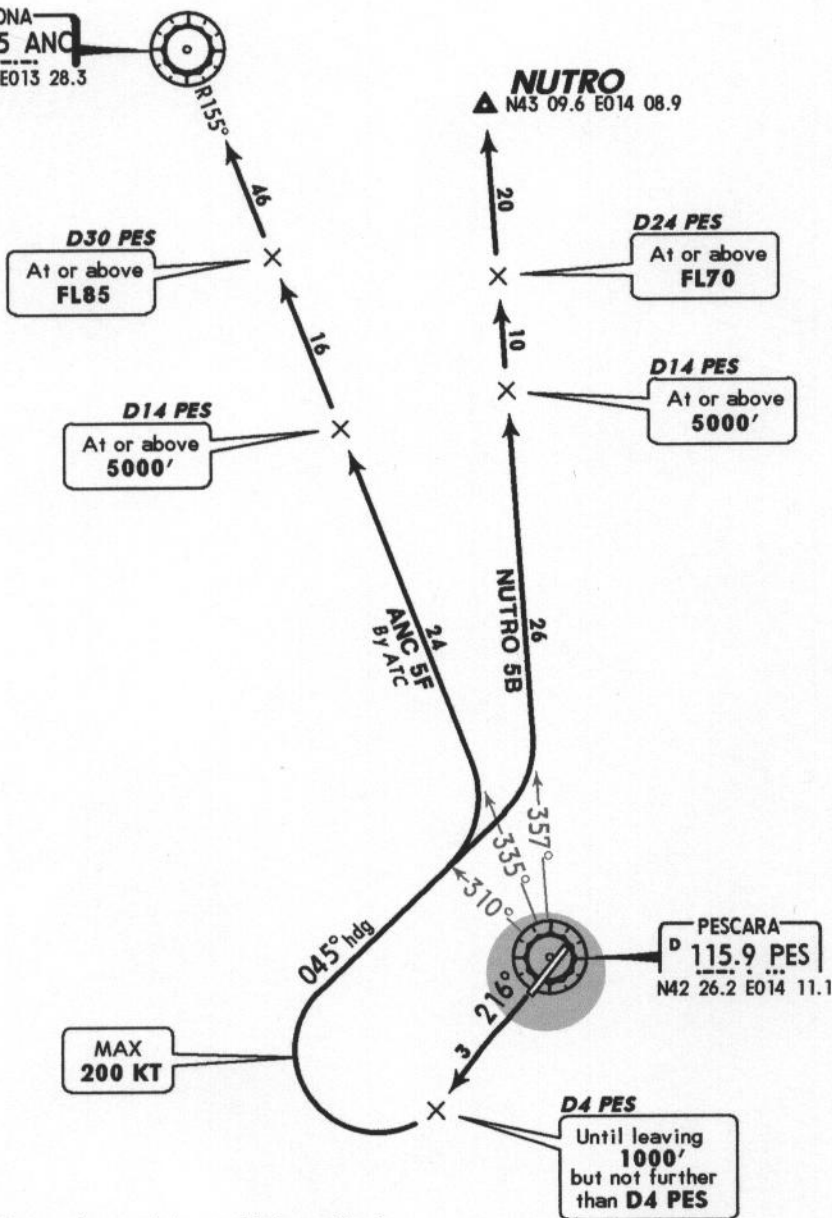 ONA
5 ANC
E013 28.3
R155°
NUTRO
N43 09.6 E014 08.9
46
20
D30 PES
At or above
FL85
D24 PES
At or above
FL70
16
10
D14 PES
At or above
5000'
D14 PES
At or above
5000'
24
ANC 5F
By ATC
26
NUTRO 5B
357°
335°
310°
045° hdg
216°
3
PESCARA
D 115.9 PES
N42 26.2 E014 11.1
MAX
200 KT
D4 PES
Until leaving
1000'
but not further
than D4 PES